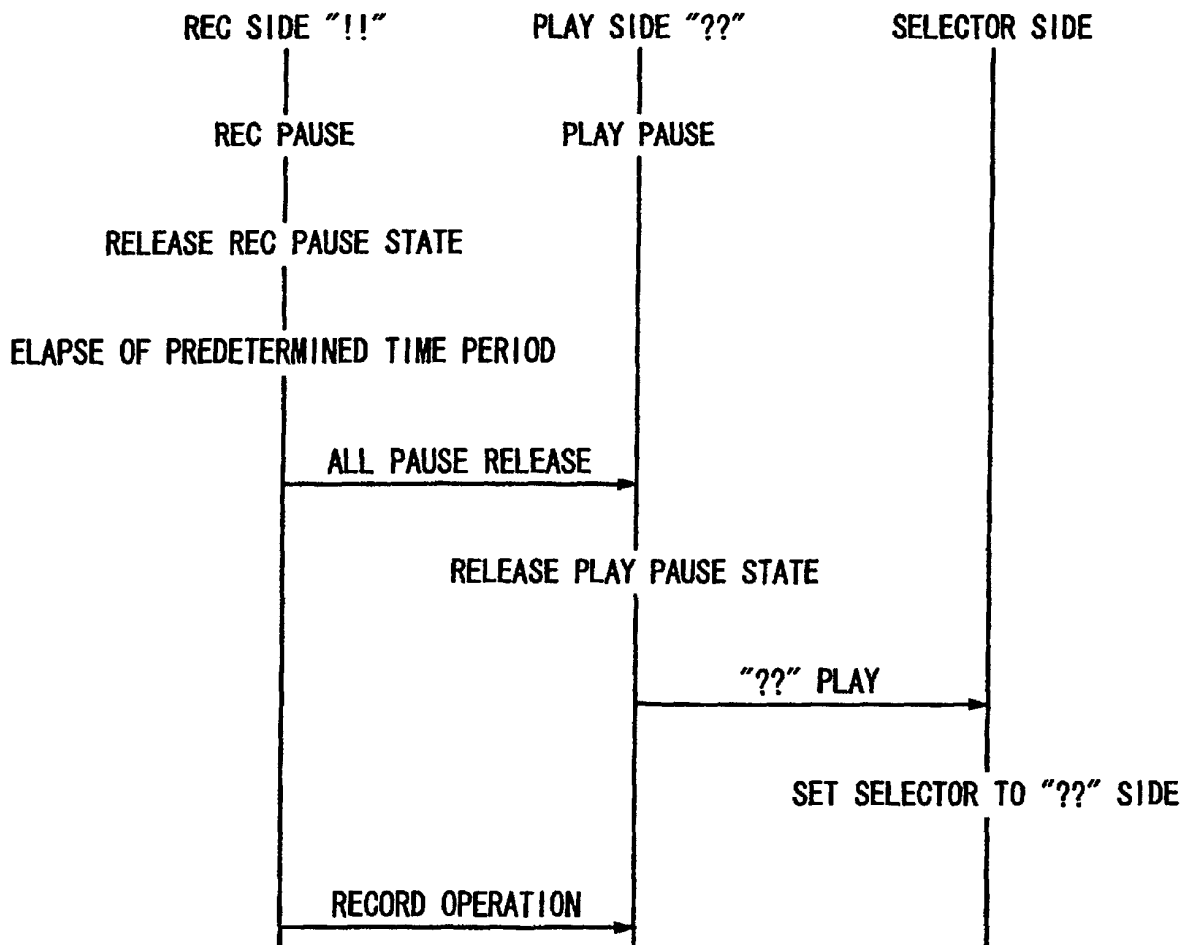 REC SIDE "!!"
PLAY SIDE "??"
SELECTOR SIDE
REC PAUSE
PLAY PAUSE
RELEASE REC PAUSE STATE
ELAPSE OF PREDETERMINED TIME PERIOD
ALL PAUSE RELEASE
RELEASE PLAY PAUSE STATE
"??" PLAY
SET SELECTOR TO "??" SIDE
RECORD OPERATION